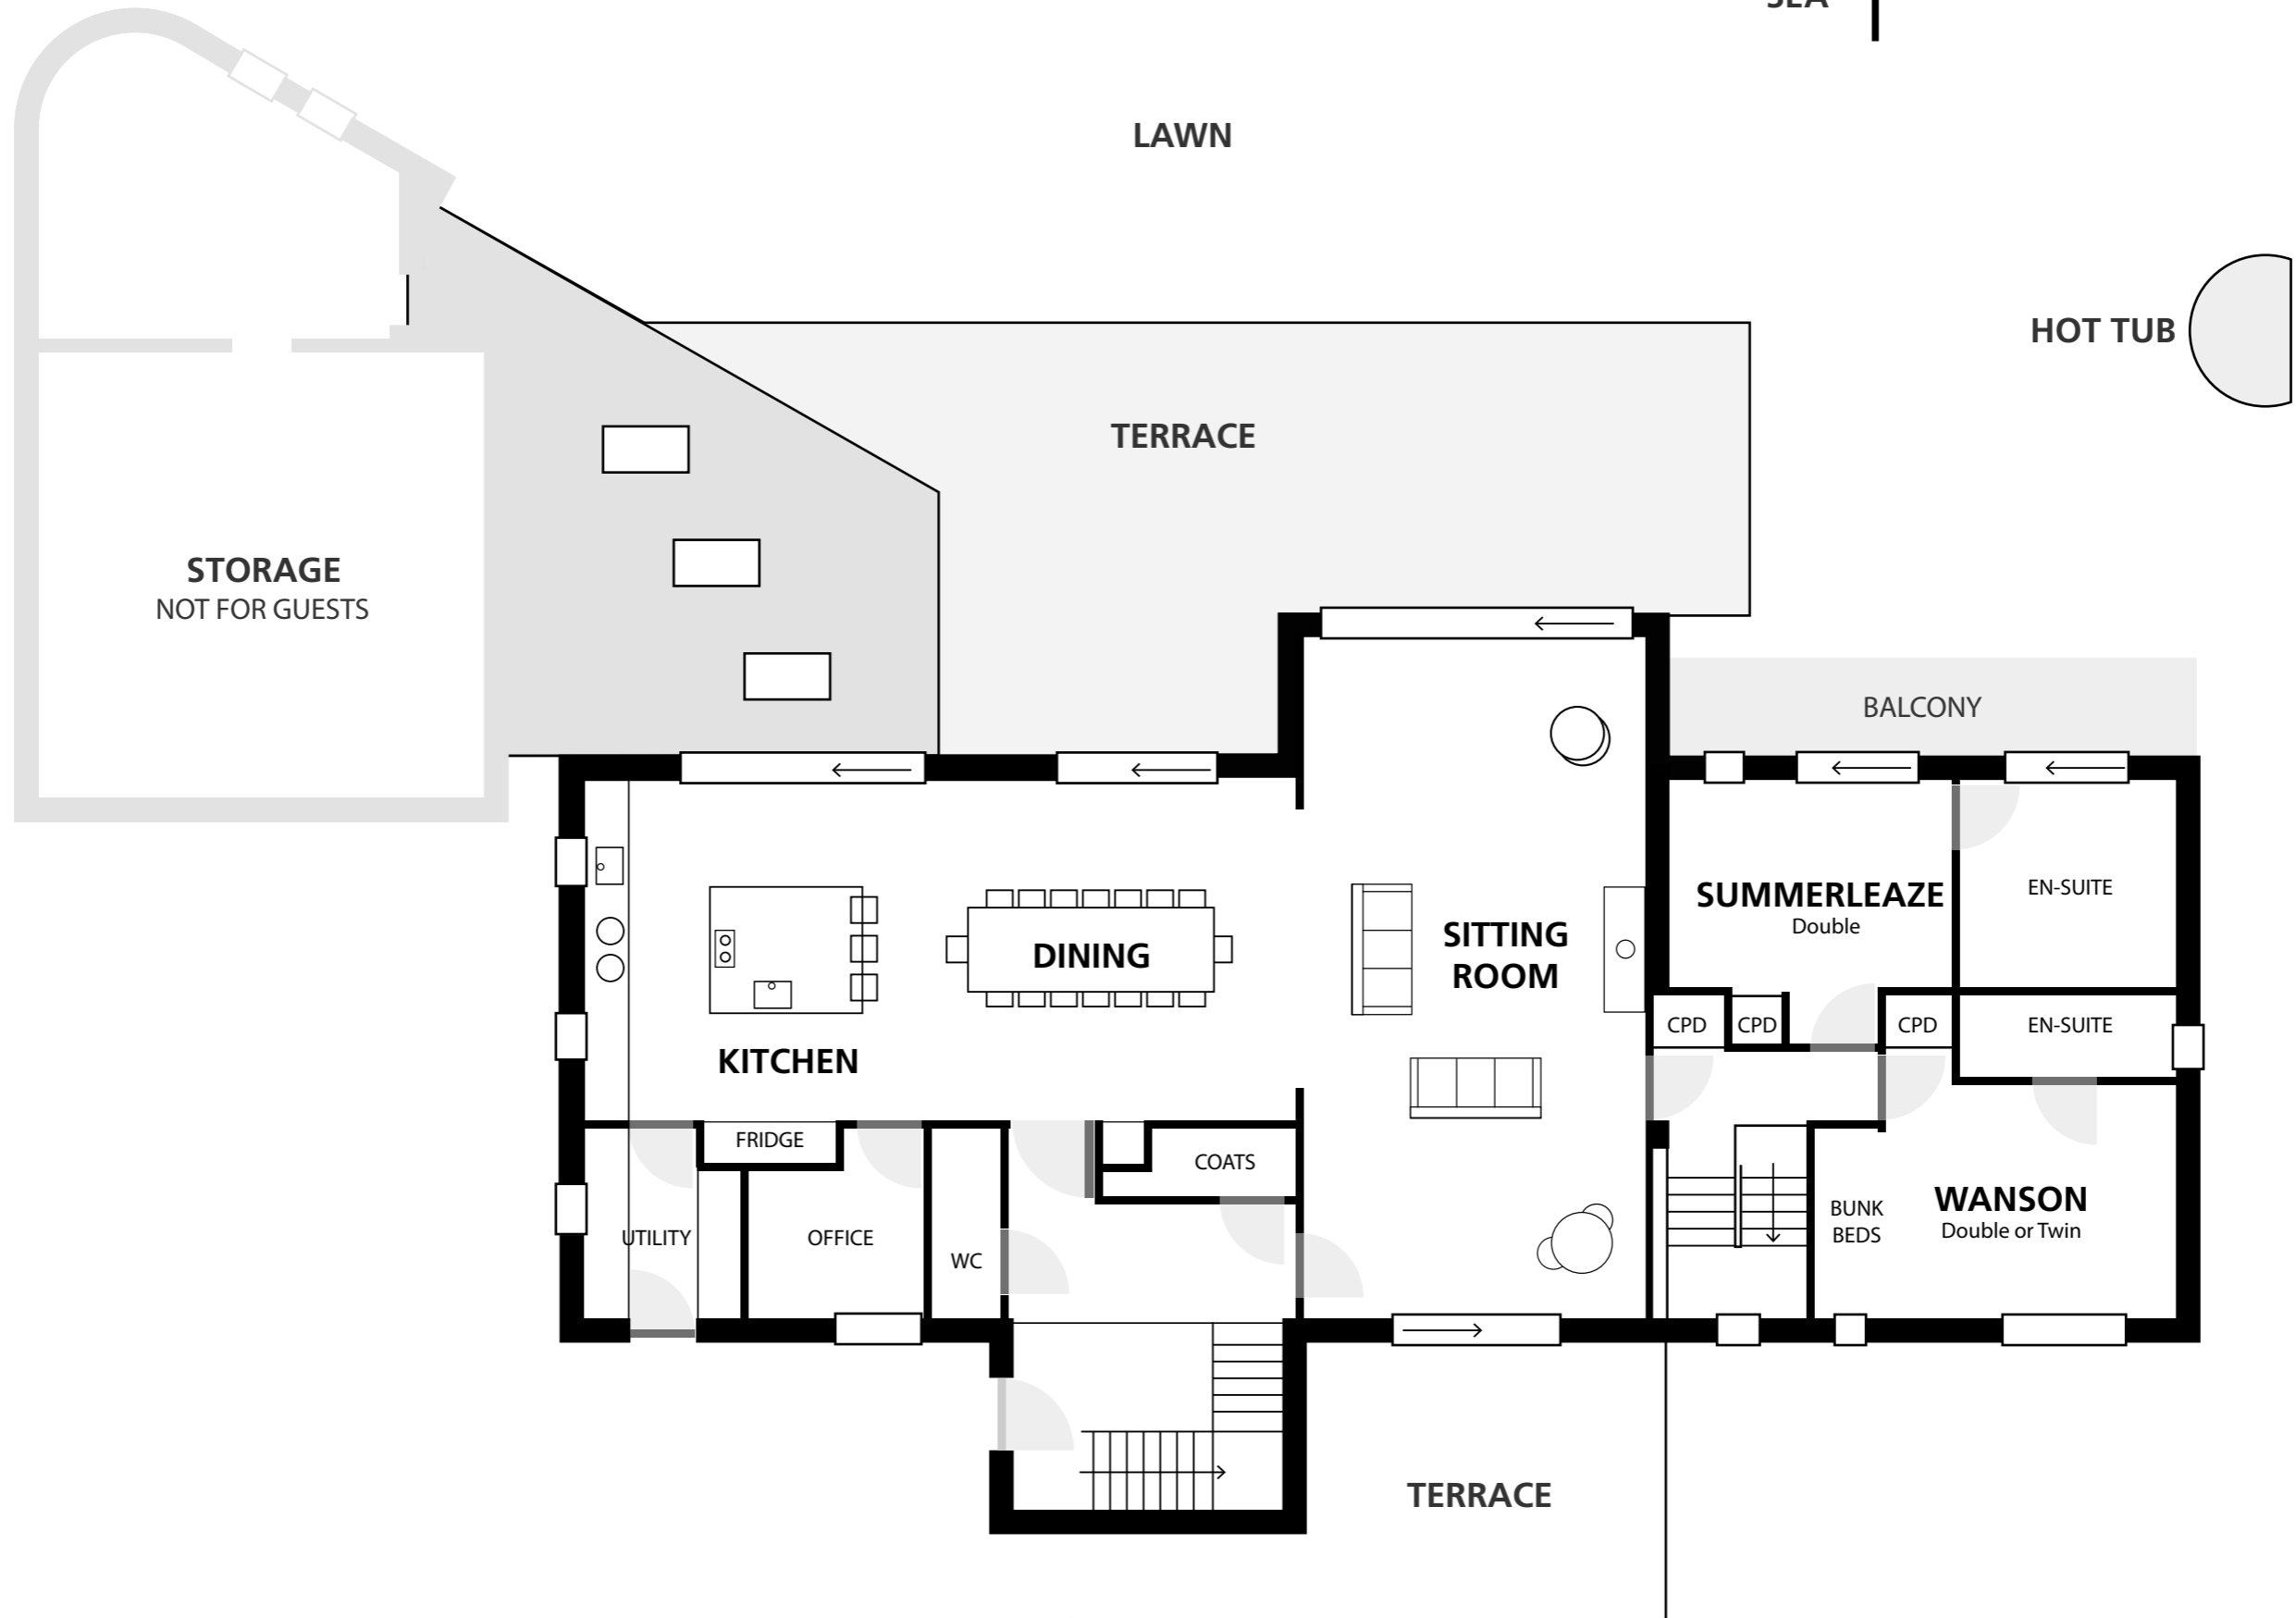 SEA
LAWN
HOT TUB
TERRACE
STORAGE
NOT FOR GUESTS
BALCONY
SUMMERLEAZE
Double
EN-SUITE
SITTING
ROOM
DINING
KITCHEN
CPD
CPD
CPD
EN-SUITE
FRIDGE
COATS
UTILITY
OFFICE
WC
BUNK
BEDS
WANSON
Double or Twin
TERRACE